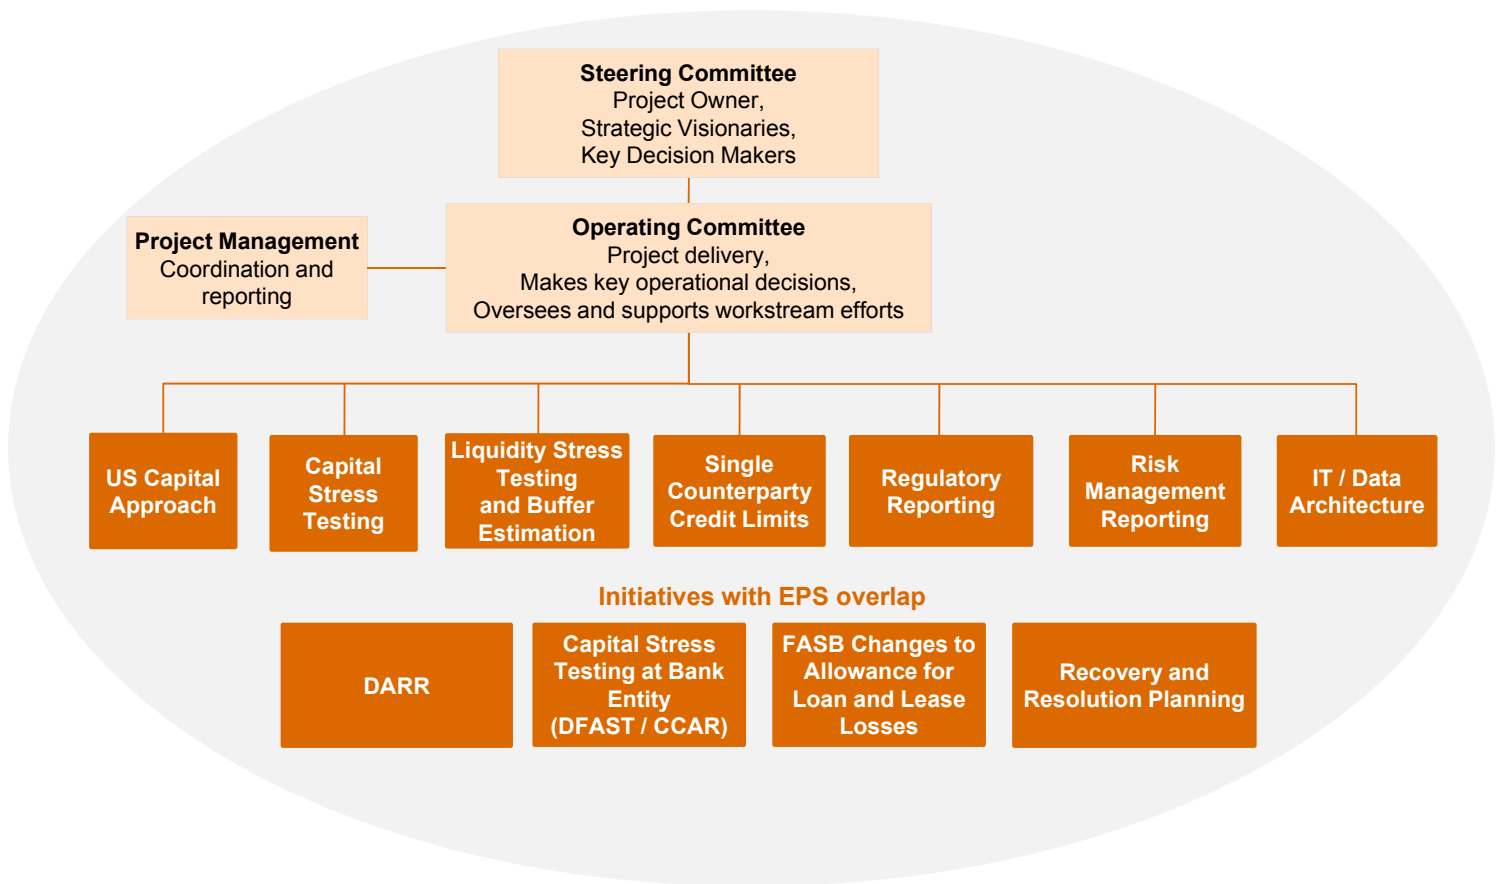 Steering Committee
Project Owner,
Strategic Visionaries,
Key Decision Makers
Project Management
Coordination and
reporting
Operating Committee
Project delivery,
Makes key operational decisions,
Oversees and supports workstream efforts
US Capital
Approach
Capital
Stress
Testing
Liquidity Stress
Testing
and Buffer
Estimation
Single
Counterparty
Credit Limits
Regulatory
Reporting
Risk
Management
Reporting
IT / Data
Architecture
Initiatives with EPS overlap
DARR
Capital Stress
Testing at Bank
Entity
(DFAST / CCAR)
FASB Changes to
Allowance for
Loan and Lease
Losses
Recovery and
Resolution Planning